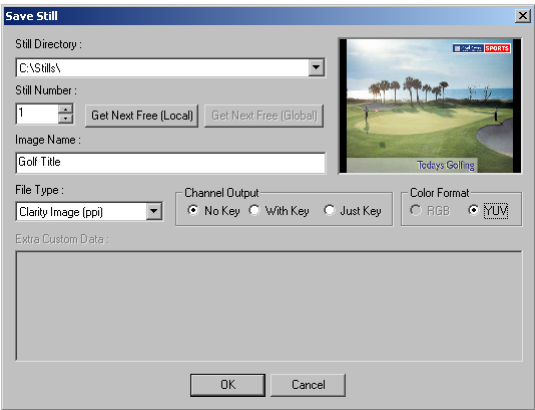 Save Still
Still Directory :
C:\Stills\
Still Number :
1
Get Next Free (Local)
Get Next Free (Global)
Image Name :
Golf Title
SPORTS
Todays Golfing
File Type :
Clarity Image (ppi)
Channel Output
No Key
With Key
Just Key
Color Format
RGB
YUV
Extra Custom Data :
OK
Cancel